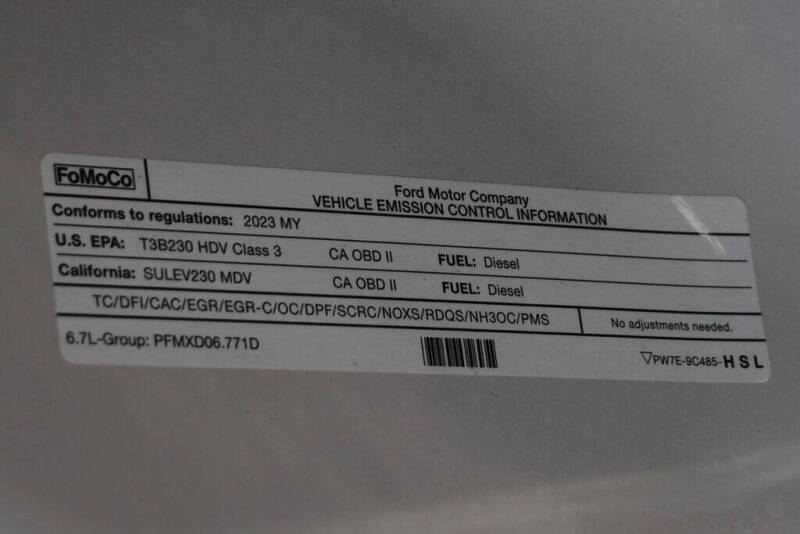 FoMoCo
Ford Motor Company
VEHICLE EMISSION CONTROL INFORMATION
Conforms to regulations: 2023 MY
U.S. EPA: T3B230 HDV Class 3 CA OBD II FUEL: Diesel
California: SULEV230 MDV CA OBD II FUEL: Diesel
TC/DFI/CAC/EGR/EGR-C/OC/DPF/SCRC/NOXS/RDQS/NH3OC/PMS No adjustments needed.
6.7L-Group: PFMXD06.771D ▽PW7E-9C485-HSL